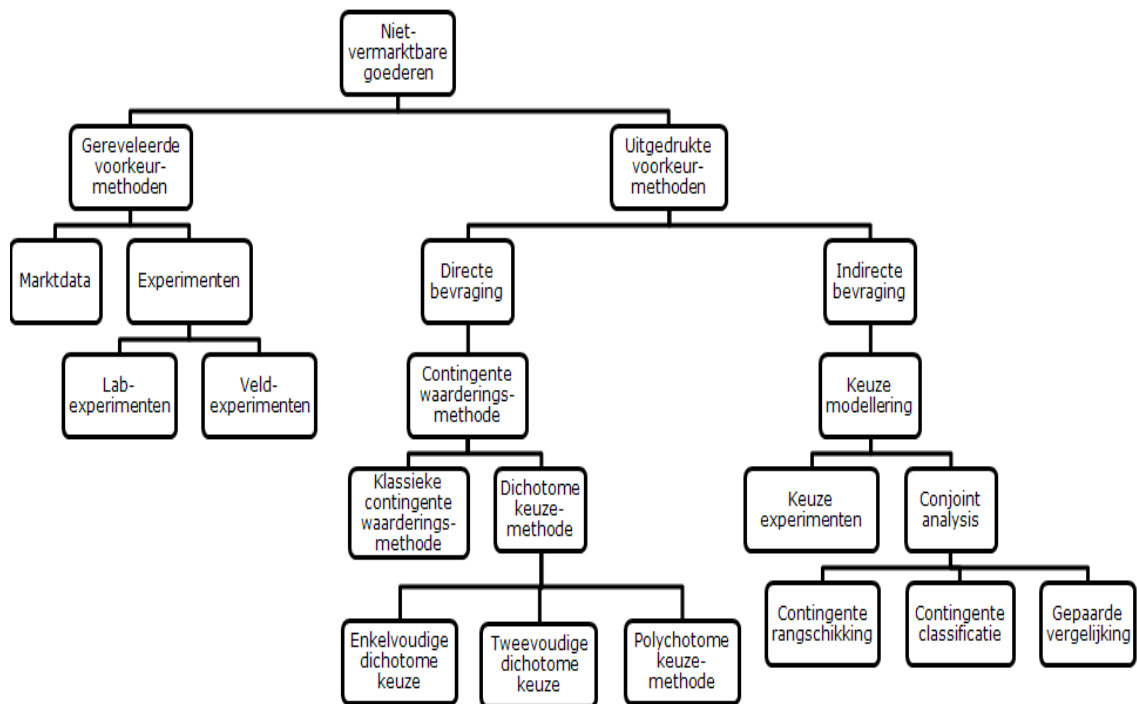 Niet-
vermarktbare
goederen
Gereveleerde
voorkeur-
methoden
Uitgedrukte
voorkeur-
methoden
Marktdata
Experimenten
Directe
bevraging
Indirecte
bevraging
Lab-
experimenten
Veld-
experimenten
Contingente
waarderings-
methode
Keuze
modellering
Klassieke
contingente
waarderings-
methode
Dichotome
keuze-
methode
Keuze
experimenten
Conjoint
analysis
Enkelvoudige
dichotome
keuze
Tweevoudige
dichotome
keuze
Polychotome
keuze-
methode
Contingente
rangschikking
Contingente
classificatie
Gepaarde
vergelijking